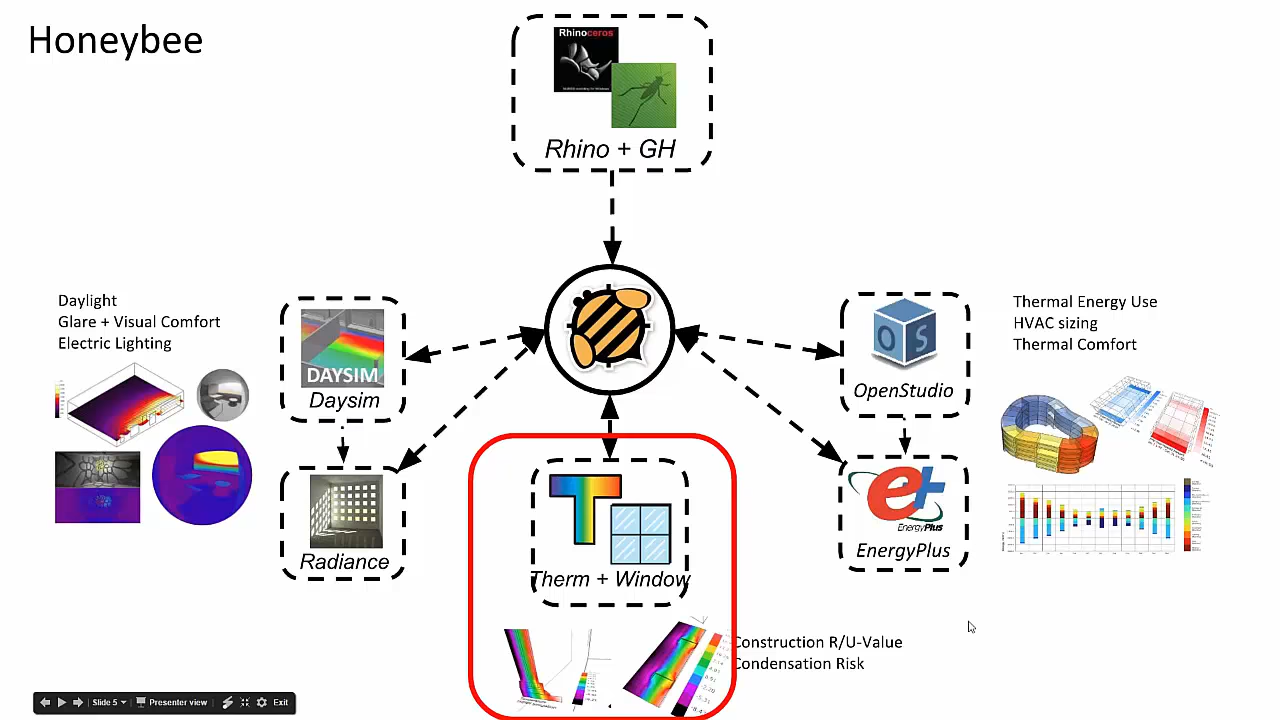 Honeybee
Rhinoceros
Rhino + GH
Daylight
Glare + Visual Comfort
Electric Lighting
DAYSIM
Daysim
Radiance
Therm + Window
Construction R/U-Value
Condensation Risk
OS
OpenStudio
EnergyPlus
EnergyPlus
Thermal Energy Use
HVAC sizing
Thermal Comfort
Slide 5
Presenter view
Exit